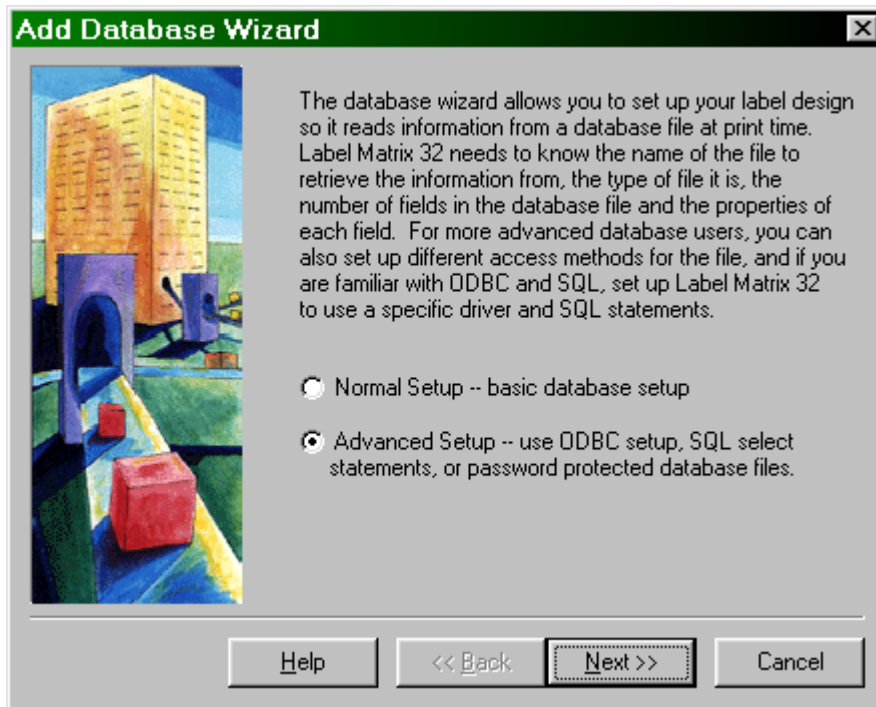 Add Database Wizard
The database wizard allows you to set up your label design
so it reads information from a database file at print time.
Label Matrix 32 needs to know the name of the file to
retrieve the information from, the type of file it is, the
number of fields in the database file and the properties of
each field.  For more advanced database users, you can
also set up different access methods for the file, and if you
are familiar with ODBC and SQL, set up Label Matrix 32
to use a specific driver and SQL statements.
Normal Setup -- basic database setup
Advanced Setup -- use ODBC setup, SQL select
statements, or password protected database files.
Help
<< Back
Next >>
Cancel